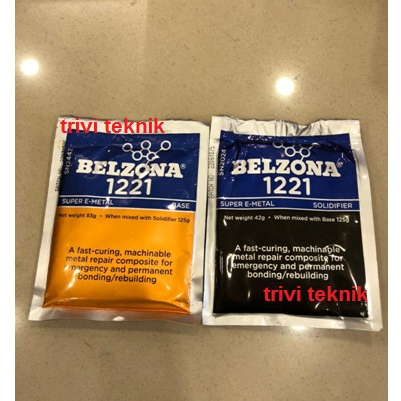 trivi teknik
BELZONA®
1221
SUPER E-METAL BASE
Net weight 83g • When mixed with Solidifier 125g
A fast-curing, machinable
metal repair composite for
emergency and permanent
bonding/rebuilding
BELZONA®
1221
SUPER E-METAL SOLIDIFIER
Net weight 42g • When mixed with Base 125g
A fast-curing, machinable
metal repair composite for
emergency and permanent
bonding/rebuilding
trivi teknik